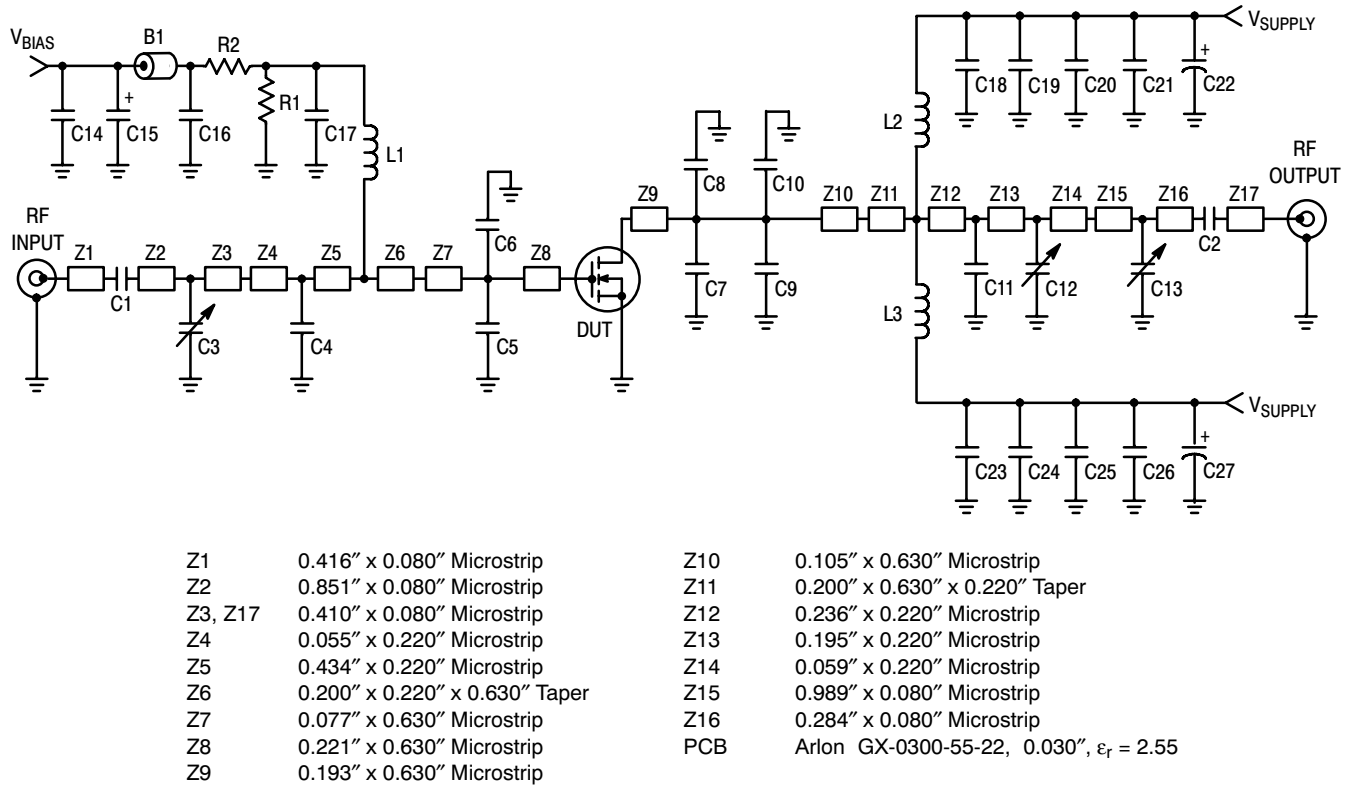 V_BIAS
B1
R2
R1
C14
+
C15
C16
C17
L1
RF
INPUT
Z1
C1
Z2
C3
Z3
Z4
C4
Z5
Z6
Z7
C6
C5
Z8
DUT
Z9
C8
C7
C10
C9
Z10
Z11
L2
L3
V_SUPPLY
C18
C19
C20
C21
+
C22
RF
OUTPUT
Z12
C11
Z13
C12
Z14
Z15
C13
Z16
C2
Z17
V_SUPPLY
C23
C24
C25
C26
+
C27
Z1 0.416″ x 0.080″ Microstrip
Z2 0.851″ x 0.080″ Microstrip
Z3, Z17 0.410″ x 0.080″ Microstrip
Z4 0.055″ x 0.220″ Microstrip
Z5 0.434″ x 0.220″ Microstrip
Z6 0.200″ x 0.220″ x 0.630″ Taper
Z7 0.077″ x 0.630″ Microstrip
Z8 0.221″ x 0.630″ Microstrip
Z9 0.193″ x 0.630″ Microstrip
Z10 0.105″ x 0.630″ Microstrip
Z11 0.200″ x 0.630″ x 0.220″ Taper
Z12 0.236″ x 0.220″ Microstrip
Z13 0.195″ x 0.220″ Microstrip
Z14 0.059″ x 0.220″ Microstrip
Z15 0.989″ x 0.080″ Microstrip
Z16 0.284″ x 0.080″ Microstrip
PCB Arlon GX-0300-55-22, 0.030″, εr = 2.55